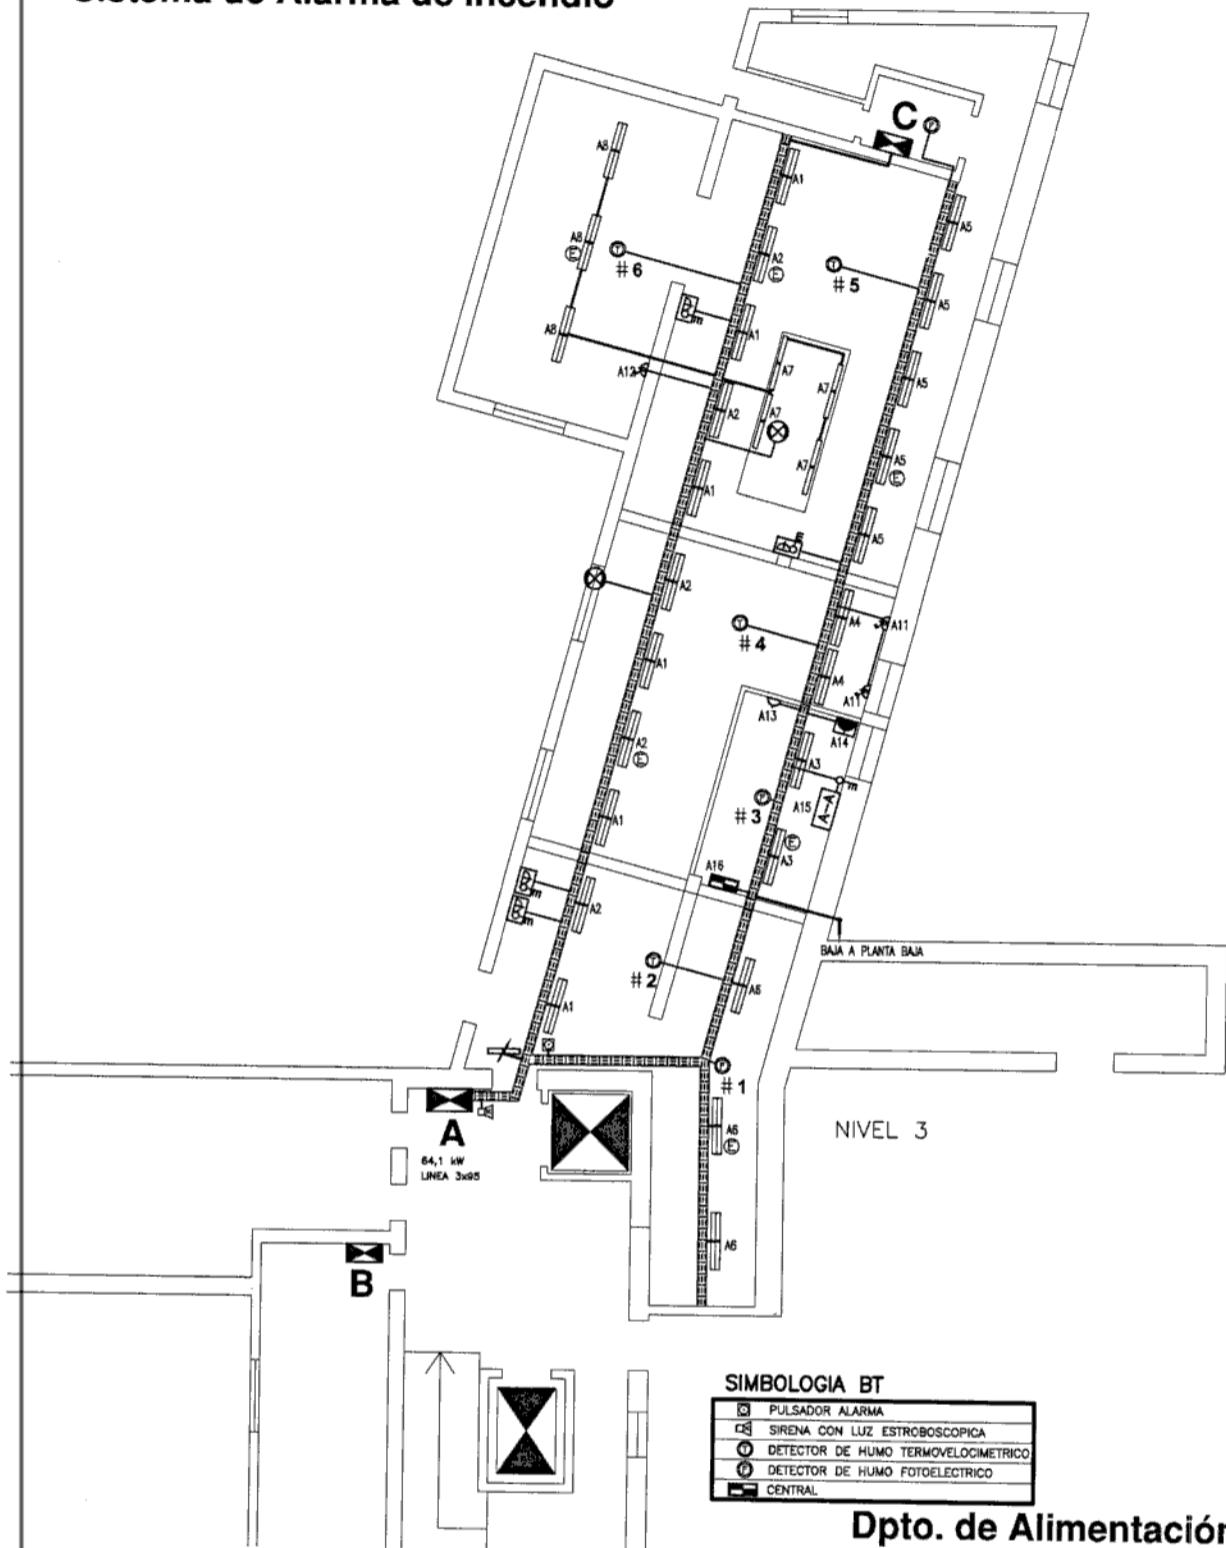 Sistema de Alarma de Incendio
C
A8
A1
A5
A8
E
A2
E
# 6
# 5
A5
m
A1
A8
A12
A7
A7
A5
A2
A7
A5
E
A7
A1
E
A5
A2
A4
A11
# 4
A1
A4
A11
A13
A14
A2
E
A3
A15
A-A
m
# 3
A1
E
A3
A16
m
m
A2
BAJA A PLANTA BAJA
# 2
A6
A1
# 1
A6
E
NIVEL 3
A
64,1 kW
LINEA 3x95
A6
B
SIMBOLOGIA BT
PULSADOR ALARMA
SIRENA CON LUZ ESTROBOSCOPICA
T DETECTOR DE HUMO TERMOVELOCIMETRICO
F DETECTOR DE HUMO FOTOELECTRICO
CENTRAL
Dpto. de Alimentación